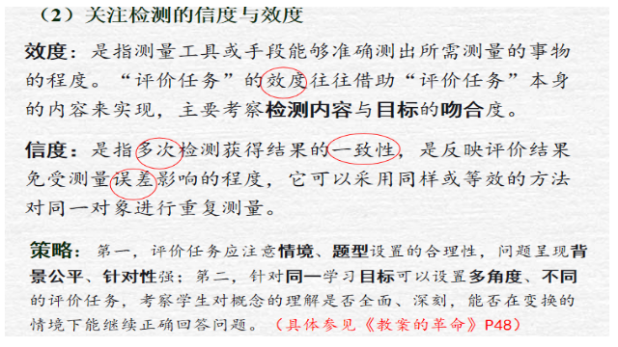 （2）关注检测的信度与效度
效度：是指测量工具或手段能够准确测出所需测量的事物
的程度。“评价任务”的效度往往借助“评价任务”本身
的内容来实现，主要考察检测内容与目标的吻合度。
信度：是指多次检测获得结果的一致性，是反映评价结果
免受测量误差影响的程度，它可以采用同样或等效的方法
对同一对象进行重复测量。
策略：第一，评价任务应注意情境、题型设置的合理性，问题呈现背
景公平、针对性强；第二，针对同一学习目标可以设置多角度、不同
的评价任务，考察学生对概念的理解是否全面、深刻，能否在变换的
情境下能继续正确回答问题。（具体参见《教案的革命》P48）